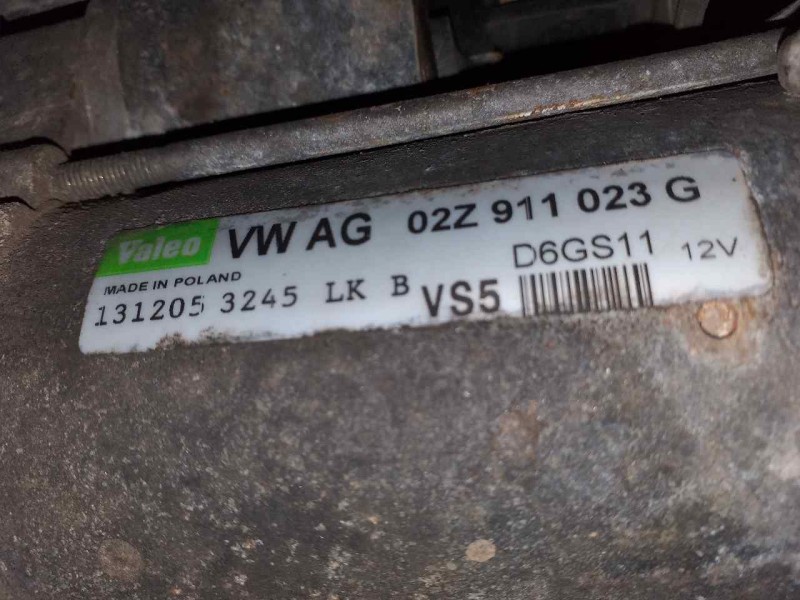 Valeo VW AG 02Z 911 023 G
MADE IN POLAND D6GS11 12V
131205 3245 LK B VS5